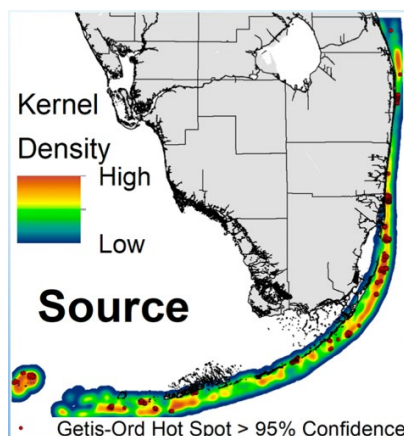 Kernel
Density
High
Low
Source
Getis-Ord Hot Spot > 95% Confidence